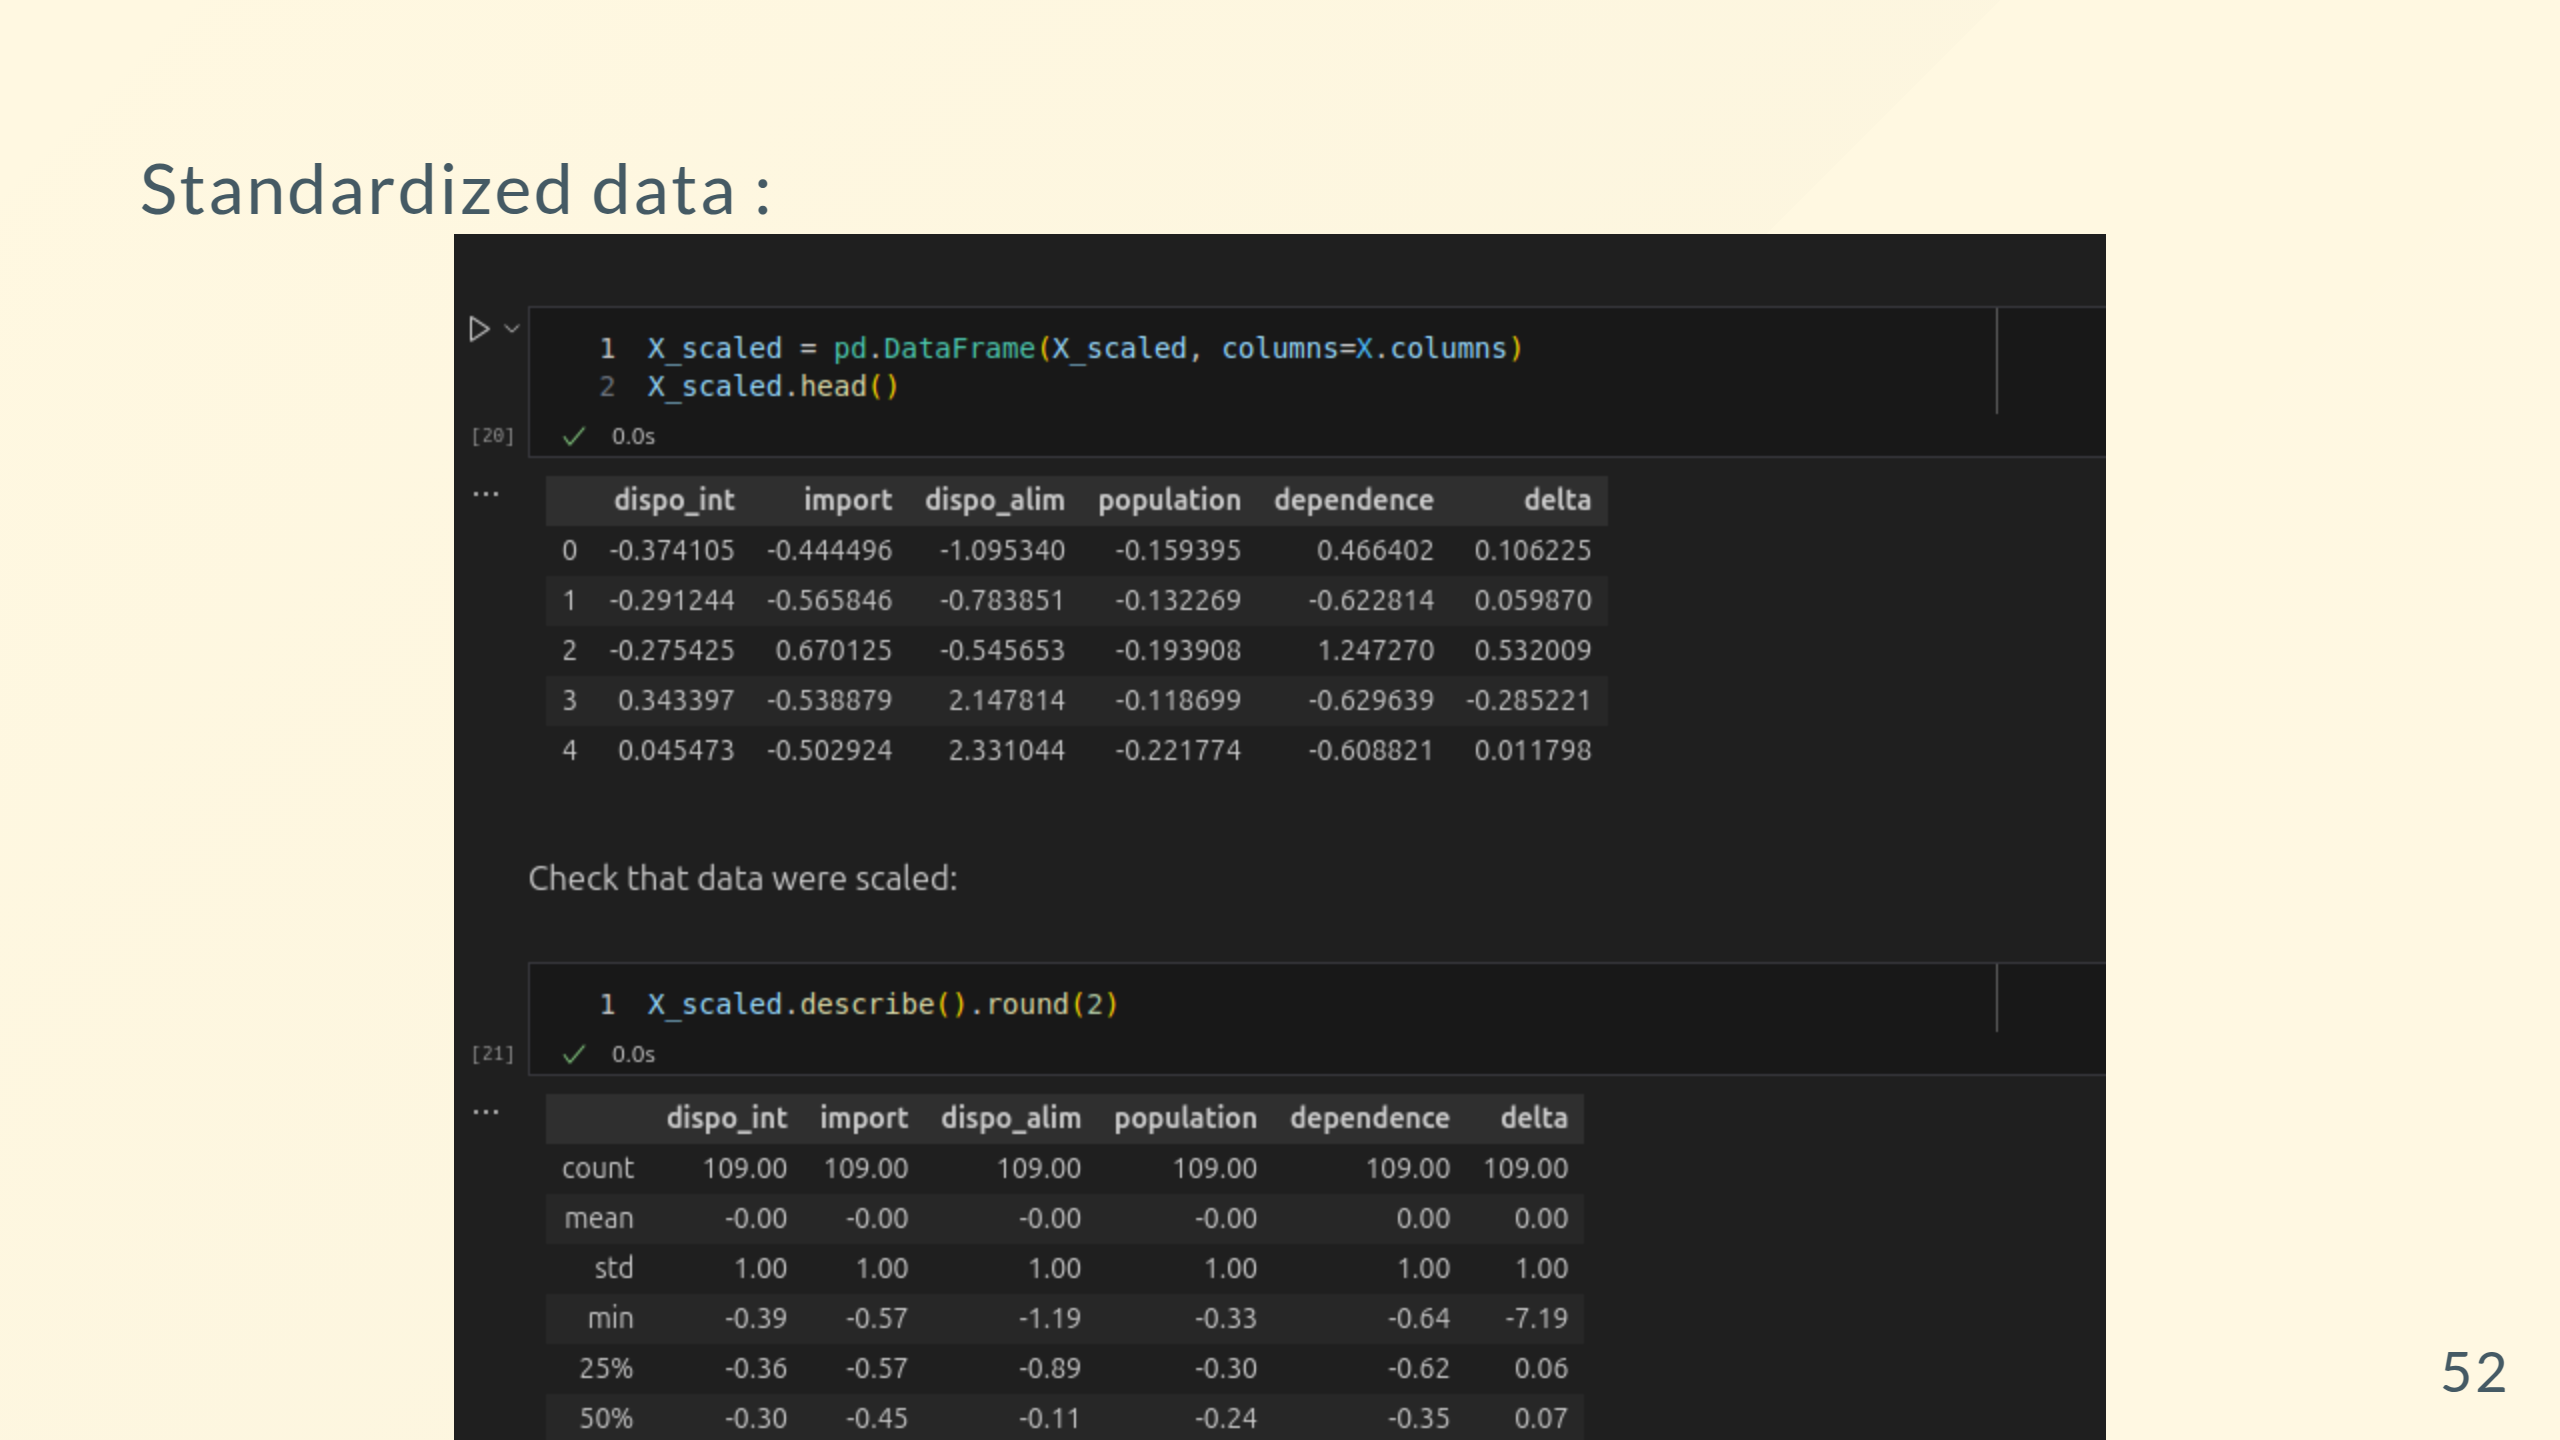 Standardized data :
1 X_scaled = pd.DataFrame(X_scaled, columns=X.columns)
2 X_scaled.head()
[20] 0.0s
... dispo_int import dispo_alim population dependence delta
0 -0.374105 -0.444496 -1.095340 -0.159395 0.466402 0.106225
1 -0.291244 -0.565846 -0.783851 -0.132269 -0.622814 0.059870
2 -0.275425 0.670125 -0.545653 -0.193908 1.247270 0.532009
3 0.343397 -0.538879 2.147814 -0.118699 -0.629639 -0.285221
4 0.045473 -0.502924 2.331044 -0.221774 -0.608821 0.011798
Check that data were scaled:
1 X_scaled.describe().round(2)
[21] 0.0s
... dispo_int import dispo_alim population dependence delta
count 109.00 109.00 109.00 109.00 109.00 109.00
mean -0.00 -0.00 -0.00 -0.00 0.00 0.00
std 1.00 1.00 1.00 1.00 1.00 1.00
min -0.39 -0.57 -1.19 -0.33 -0.64 -7.19
25% -0.36 -0.57 -0.89 -0.30 -0.62 0.06
50% -0.30 -0.45 -0.11 -0.24 -0.35 0.07
52